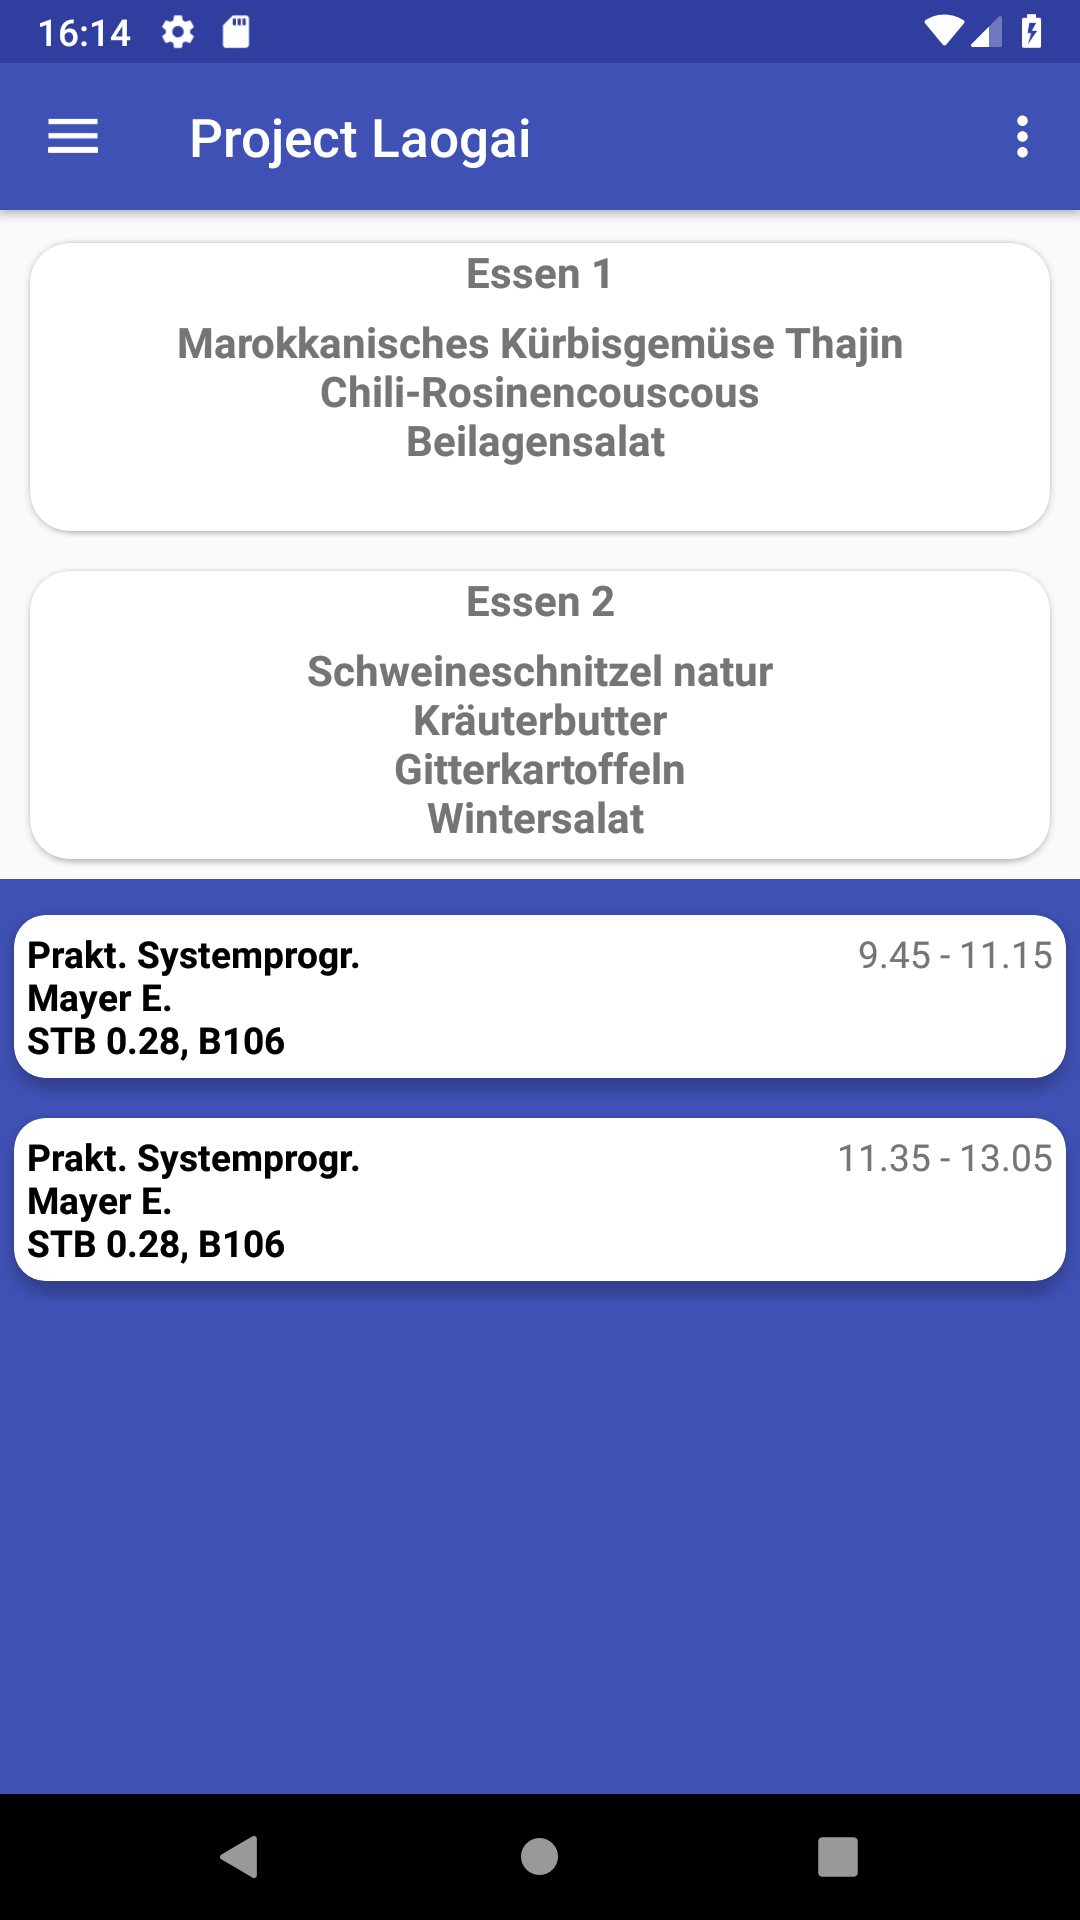 16:14
Project Laogai
Essen 1
Marokkanisches Kürbisgemüse Thajin
Chili-Rosinencouscous
Beilagensalat
Essen 2
Schweineschnitzel natur
Kräuterbutter
Gitterkartoffeln
Wintersalat
Prakt. Systemprogr. 9.45 - 11.15
Mayer E.
STB 0.28, B106
Prakt. Systemprogr. 11.35 - 13.05
Mayer E.
STB 0.28, B106